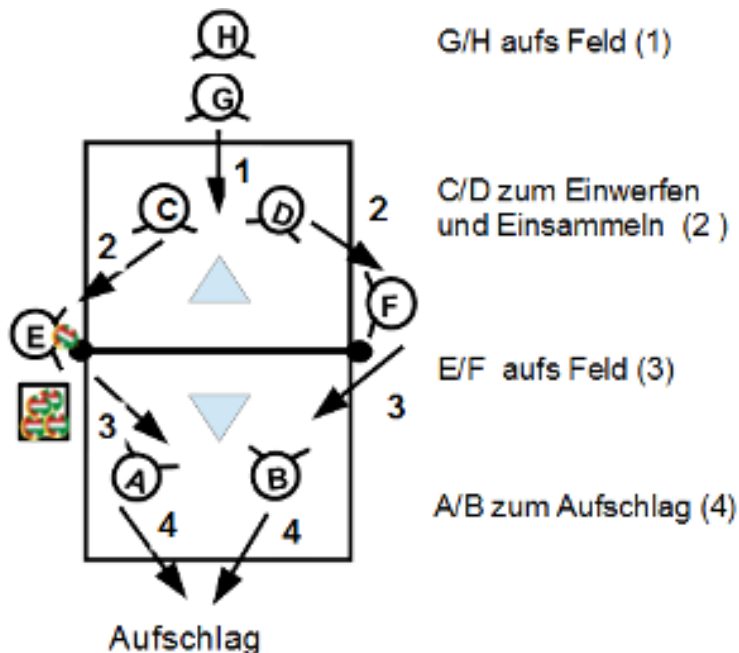 H
G/H aufs Feld (1)
G
1
C
D
2
C/D zum Einwerfen
und Einsammeln (2 )
2
F
E
E/F aufs Feld (3)
3
3
A
B
A/B zum Aufschlag (4)
4
4
Aufschlag